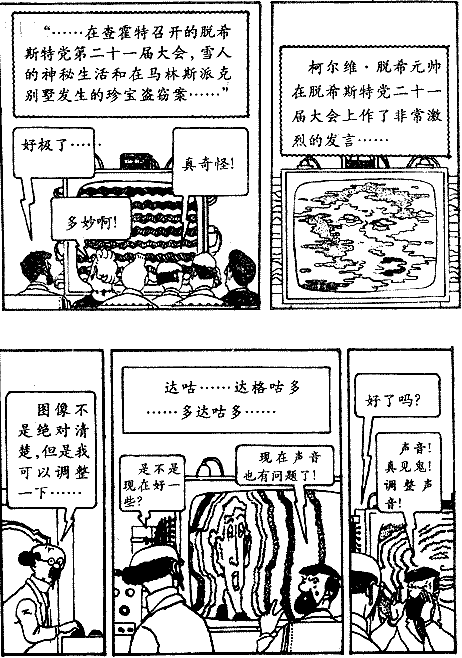 “……在查霍特召开的脱希
斯特党第二十一届大会，雪人
的神秘生活和在马林斯派克
别墅发生的珍宝盗窃案……”
好极了……
真奇怪！
多妙啊！
柯尔维·脱希元帅
在脱希斯特党二十一
届大会上作了非常激
烈的发言……
图像不
是绝对清
楚，但是我
可以调整
一下……
达咕……达格咕多
……多达咕多……
是不是
现在好一
些？
现在声音
也有问题了！
好了吗？
声音！
真见鬼！
调整声
音！